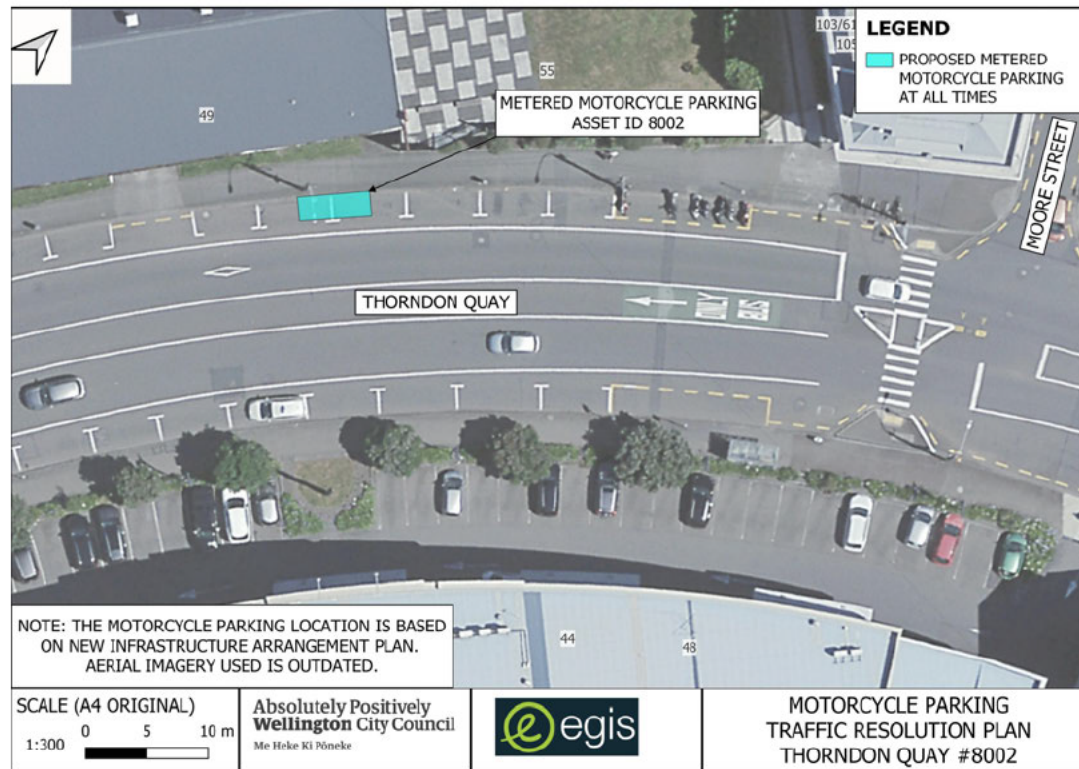 LEGEND
PROPOSED METERED
MOTORCYCLE PARKING
AT ALL TIMES
103/61
105
55
49
METERED MOTORCYCLE PARKING
ASSET ID 8002
MOORE STREET
THORNDON QUAY
ONLY
BUS
NOTE: THE MOTORCYCLE PARKING LOCATION IS BASED
ON NEW INFRASTRUCTURE ARRANGEMENT PLAN.
AERIAL IMAGERY USED IS OUTDATED.
44
48
SCALE (A4 ORIGINAL)
1:300
0 5 10 m
Absolutely Positively
Wellington City Council
Me Heke Ki Pōneke
egis
MOTORCYCLE PARKING
TRAFFIC RESOLUTION PLAN
THORNDON QUAY #8002